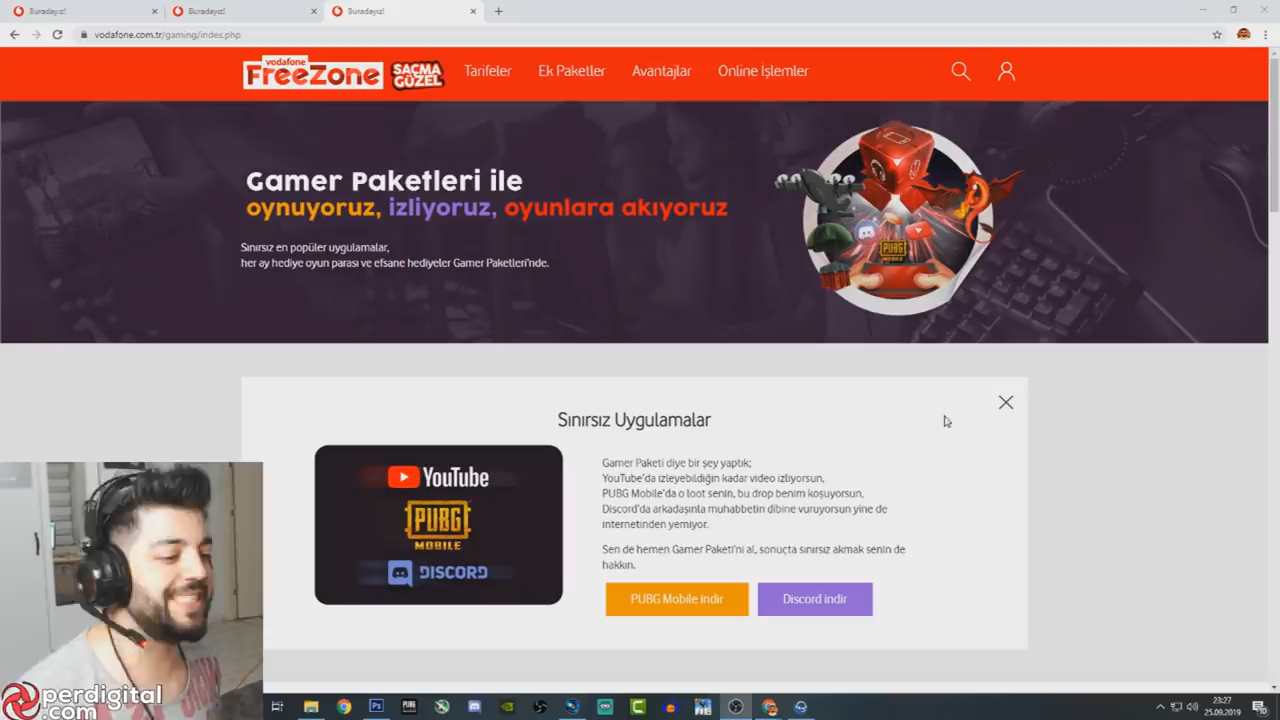 Buradayız!
Buradayız!
Buradayız!
vodafone.com.tr/gaming/index.php
vodafone
FreeZone
SAÇMA
GÜZEL
Tarifeler
Ek Paketler
Avantajlar
Online İşlemler
Gamer Paketleri ile
oynuyoruz, izliyoruz, oyunlara akıyoruz
Sınırsız en popüler uygulamalar,
her ay hediye oyun parası ve efsane hediyeler Gamer Paketleri'nde.
PUBG
MOBILE
Sınırsız Uygulamalar
YouTube
PUBG
MOBILE
DISCORD
Gamer Paketi diye bir şey yaptık;
YouTube'da izleyebildiğin kadar video izliyorsun,
PUBG Mobile'da o loot senin, bu drop benim koşuyorsun,
Discord'da arkadaşınla muhabbetin dibine vuruyorsun yine de
internetinden yemiyor.
Sen de hemen Gamer Paketi'ni al, sonuçta sınırsız akmak senin de
hakkın.
PUBG Mobile indir
Discord indir
perdigital
.com
Ps
PUBG
23:27
25.09.2019